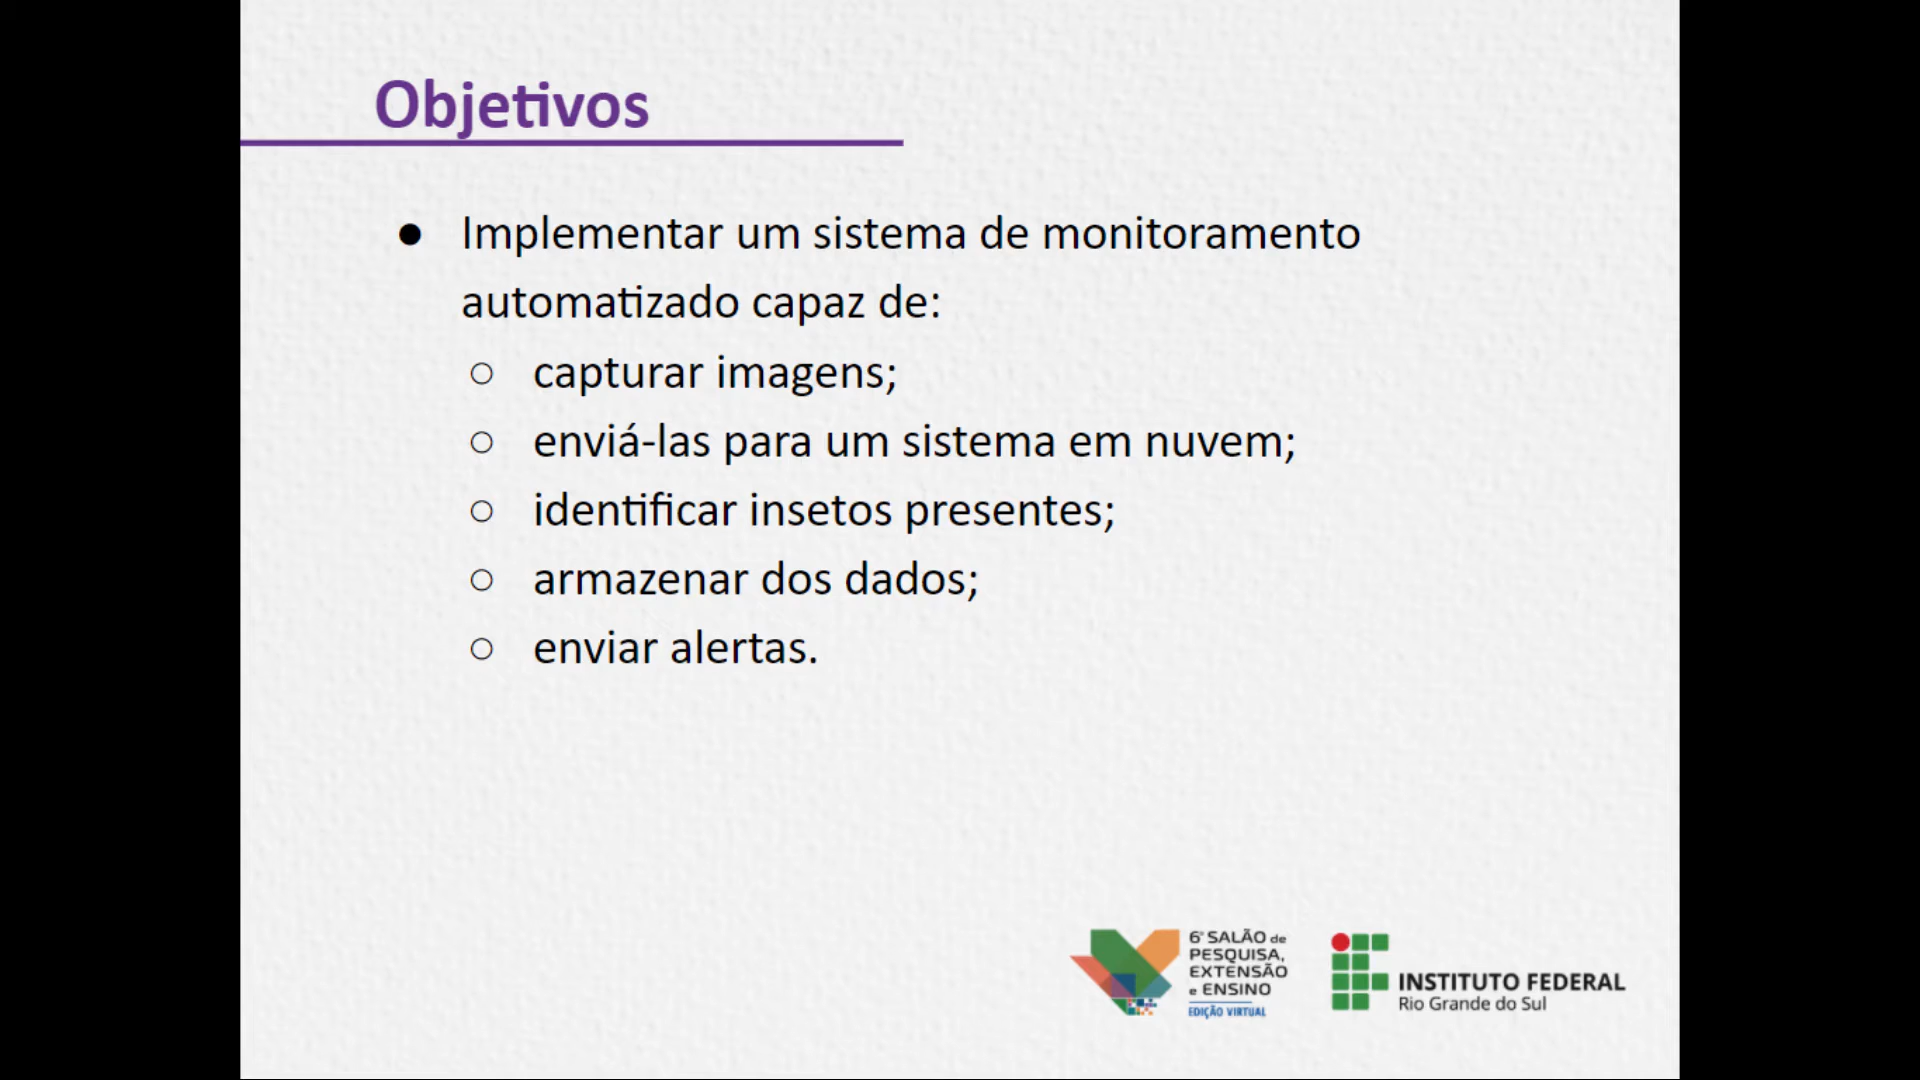 Objetivos
● Implementar um sistema de monitoramento
automatizado capaz de:
○ capturar imagens;
○ enviá-las para um sistema em nuvem;
○ identificar insetos presentes;
○ armazenar dos dados;
○ enviar alertas.
6º SALÃO de
PESQUISA,
EXTENSÃO
e ENSINO
EDIÇÃO VIRTUAL
INSTITUTO FEDERAL
Rio Grande do Sul